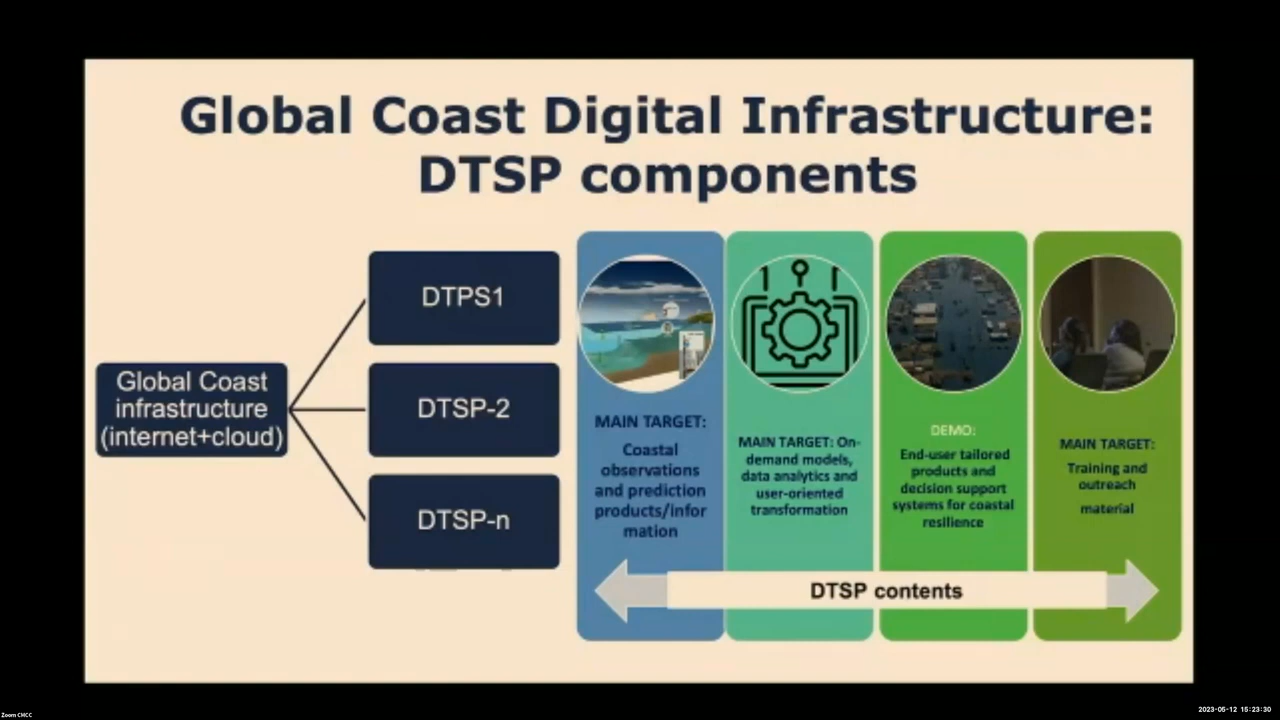 Global Coast Digital Infrastructure:
DTSP components
Global Coast
infrastructure
(internet+cloud)
DTPS1
DTSP-2
DTSP-n
MAIN TARGET:
Coastal
observations
and prediction
products/infor
mation
MAIN TARGET: On-
demand models,
data analytics and
user-oriented
transformation
DEMO:
End-user tailored
products and
decision support
systems for coastal
resilience
MAIN TARGET:
Training and
outreach
material
DTSP contents
Zoom CMCC
2023-05-12 15:23:30